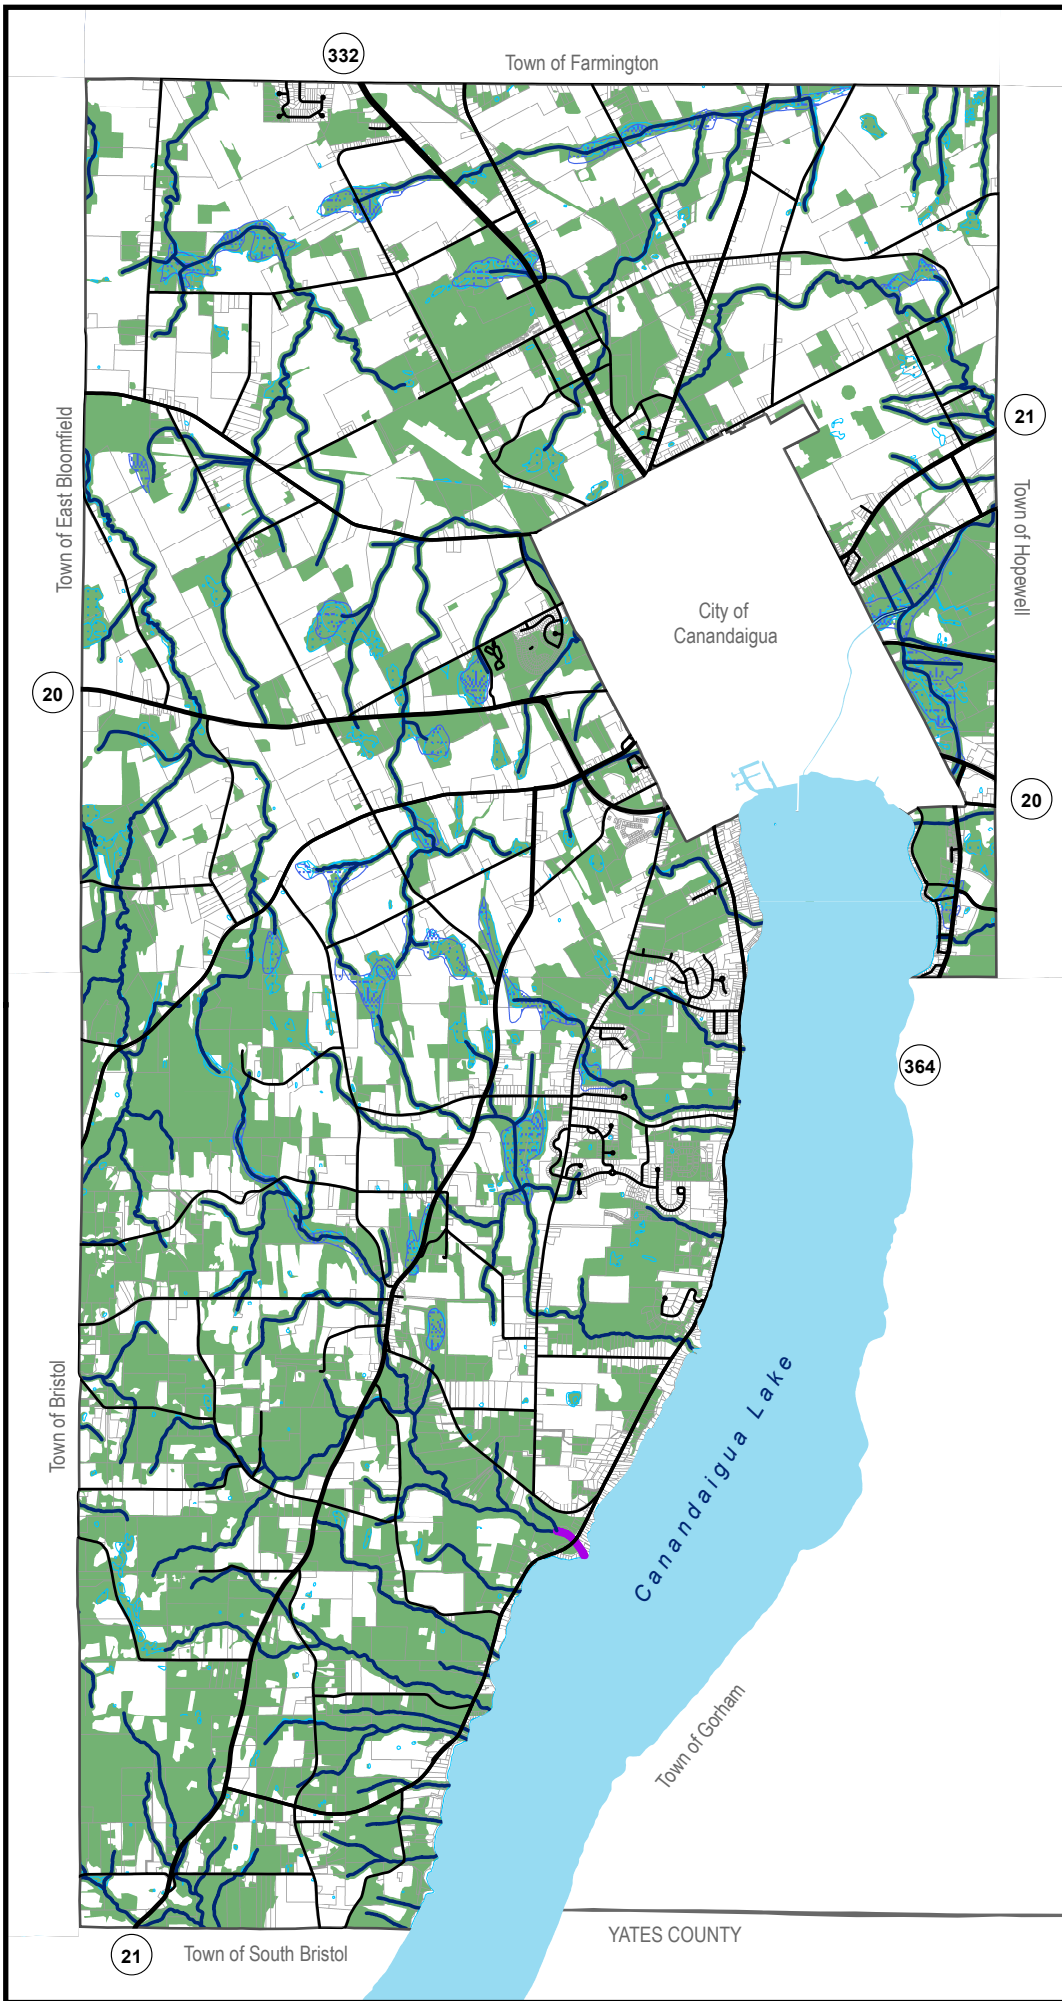 332
Town of Farmington
Town of East Bloomfield
21
Town of Hopewell
City of
Canandaigua
20
20
364
Town of Bristol
Canandaigua Lake
Town of Gorham
YATES COUNTY
21
Town of South Bristol